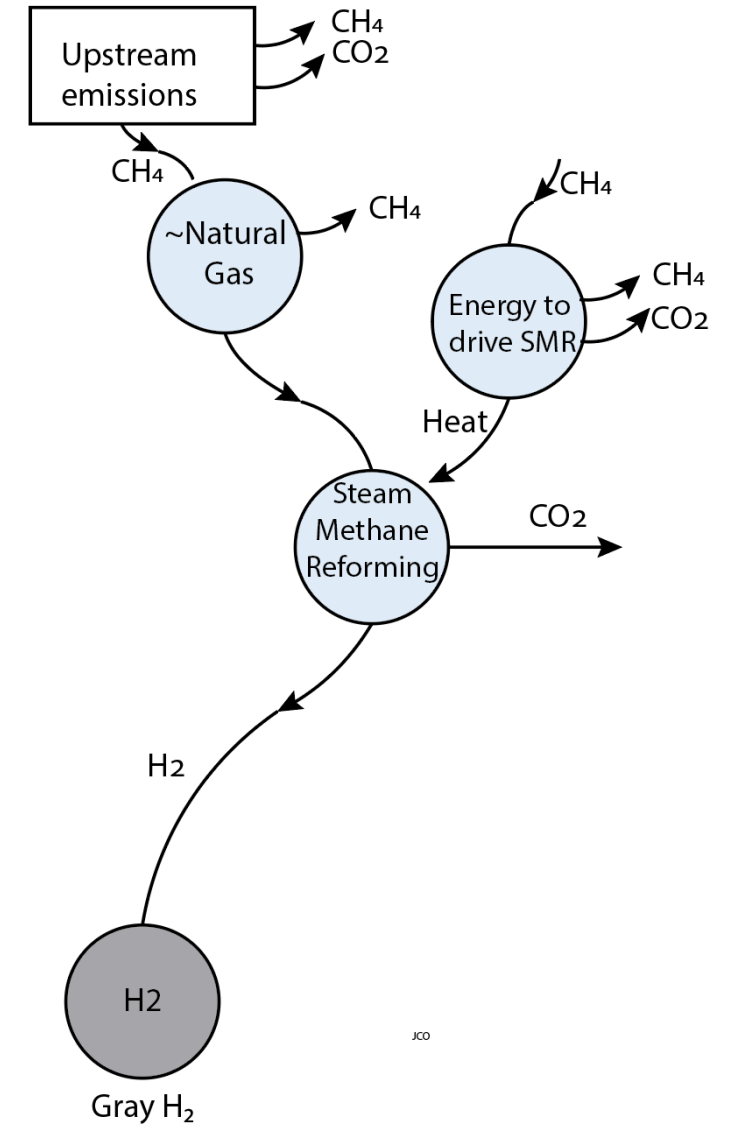 CH₄
CO2
Upstream
emissions
CH₄
~Natural
Gas
CH₄
CH₄
Energy to
drive SMR
CH₄
CO2
Heat
Steam
Methane
Reforming
CO2
H2
H2
Gray H₂
JCO